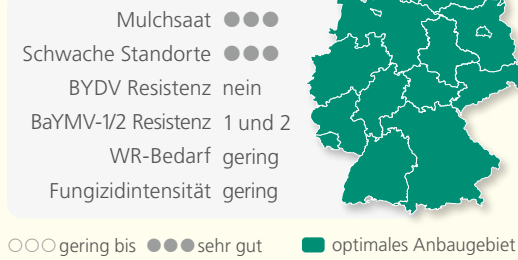 Mulchsaat ●●●
Schwache Standorte ●●●
BYDV Resistenz nein
BaYMV-1/2 Resistenz 1 und 2
WR-Bedarf gering
Fungizidintensität gering
○○○ gering bis ●●● sehr gut optimales Anbaugebiet